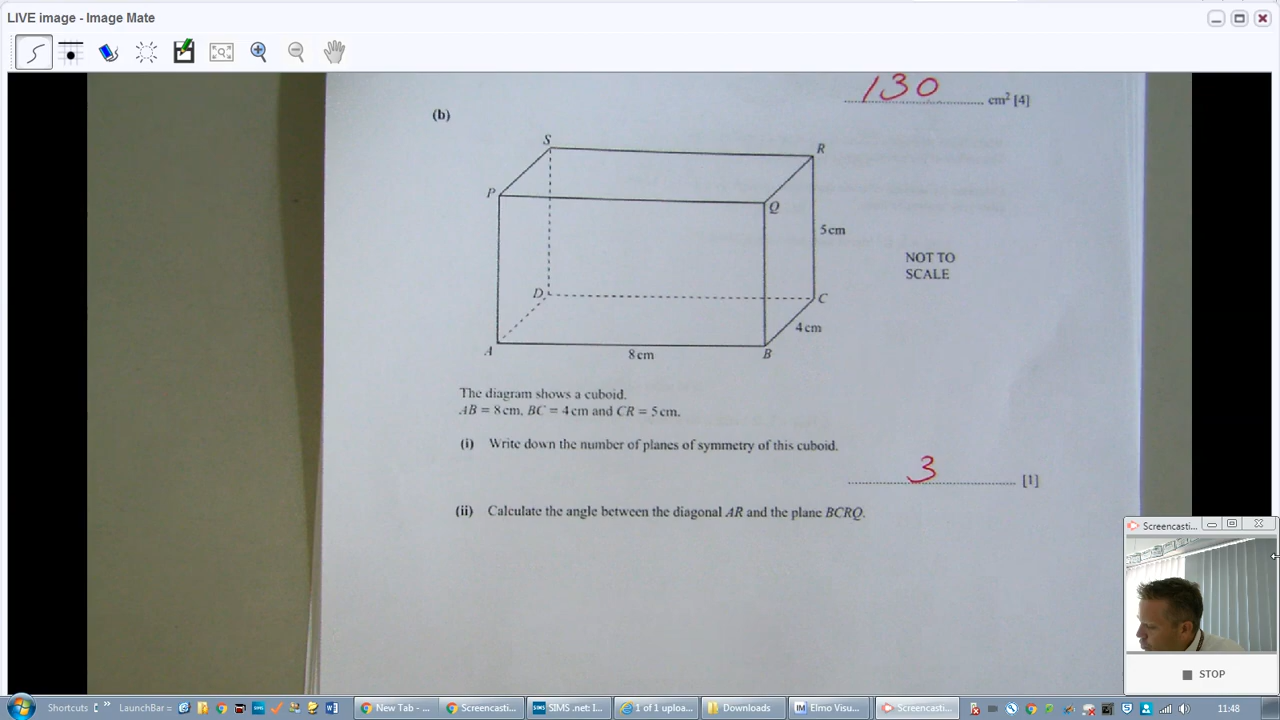 LIVE image - Image Mate
130
cm² [4]
(b)
S
R
P
Q
5 cm
NOT TO
SCALE
D
C
4 cm
A
8 cm
B
The diagram shows a cuboid.
AB = 8 cm, BC = 4 cm and CR = 5 cm.
(i) Write down the number of planes of symmetry of this cuboid.
3
[1]
(ii) Calculate the angle between the diagonal AR and the plane BCRQ.
Screencasti...
STOP
Shortcuts
LaunchBar
New Tab - ...
Screencasti...
SIMS .net: I...
1 of 1 uploa...
Downloads
Elmo Visu...
Screencasti...
11:48